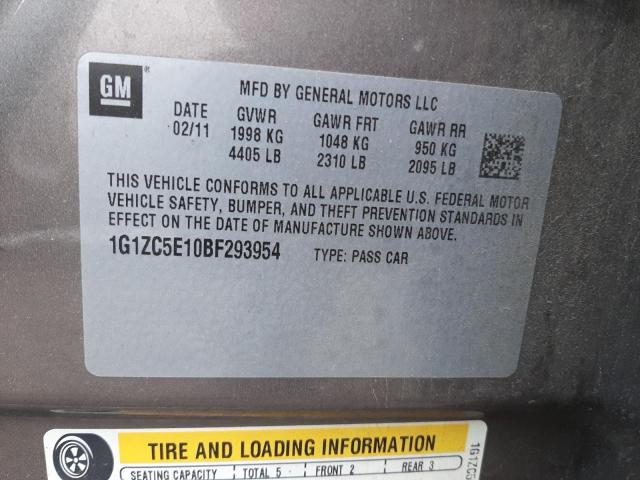 GM®
MFD BY GENERAL MOTORS LLC
DATE GVWR GAWR FRT GAWR RR
02/11 1998 KG 1048 KG 950 KG
4405 LB 2310 LB 2095 LB
THIS VEHICLE CONFORMS TO ALL APPLICABLE U.S. FEDERAL MOTOR
VEHICLE SAFETY, BUMPER, AND THEFT PREVENTION STANDARDS IN
EFFECT ON THE DATE OF MANUFACTURE SHOWN ABOVE.
1G1ZC5E10BF293954 TYPE: PASS CAR
TIRE AND LOADING INFORMATION
SEATING CAPACITY TOTAL 5 FRONT 2 REAR 3
1G1ZC5